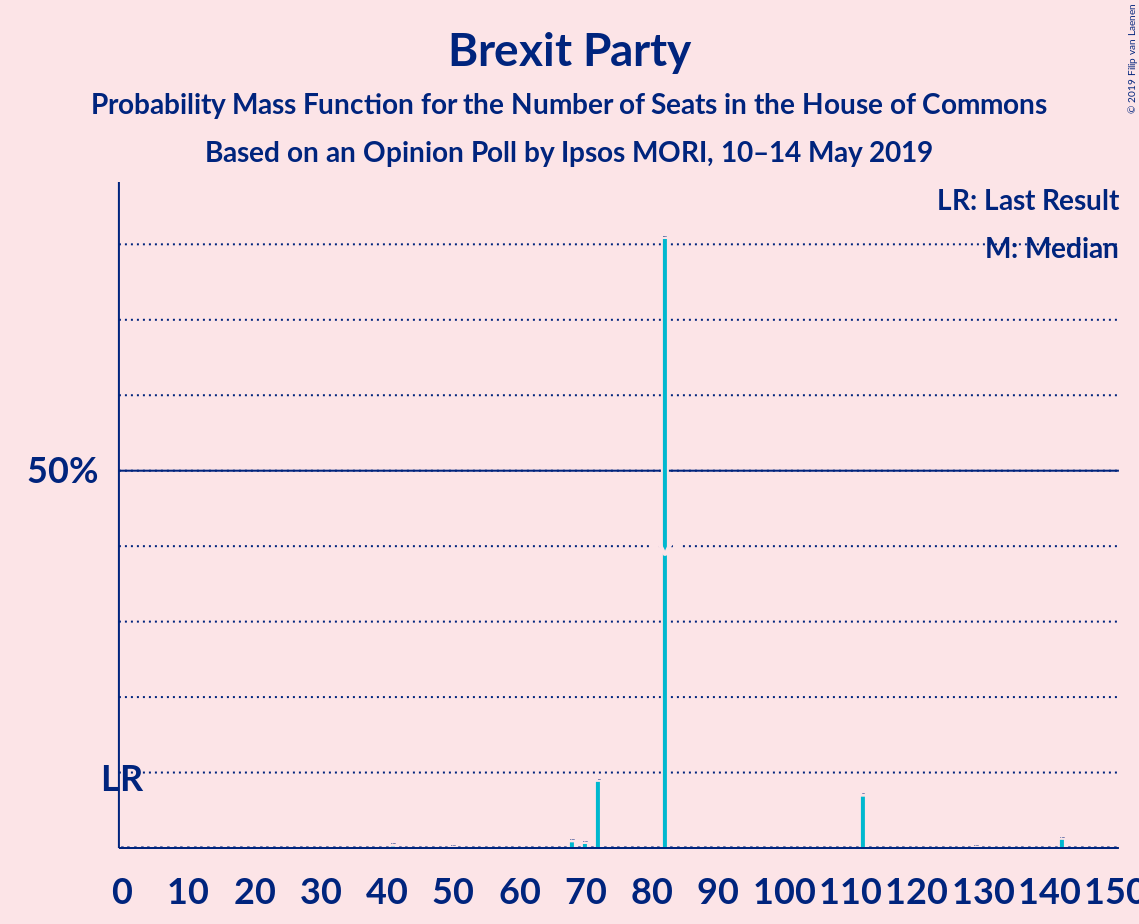 Brexit Party
Probability Mass Function for the Number of Seats in the House of Commons
Based on an Opinion Poll by Ipsos MORI, 10–14 May 2019
© 2019 Filip van Laenen
LR: Last Result
M: Median
50%
LR
0 10 20 30 40 50 60 70 80 90 100 110 120 130 140 150